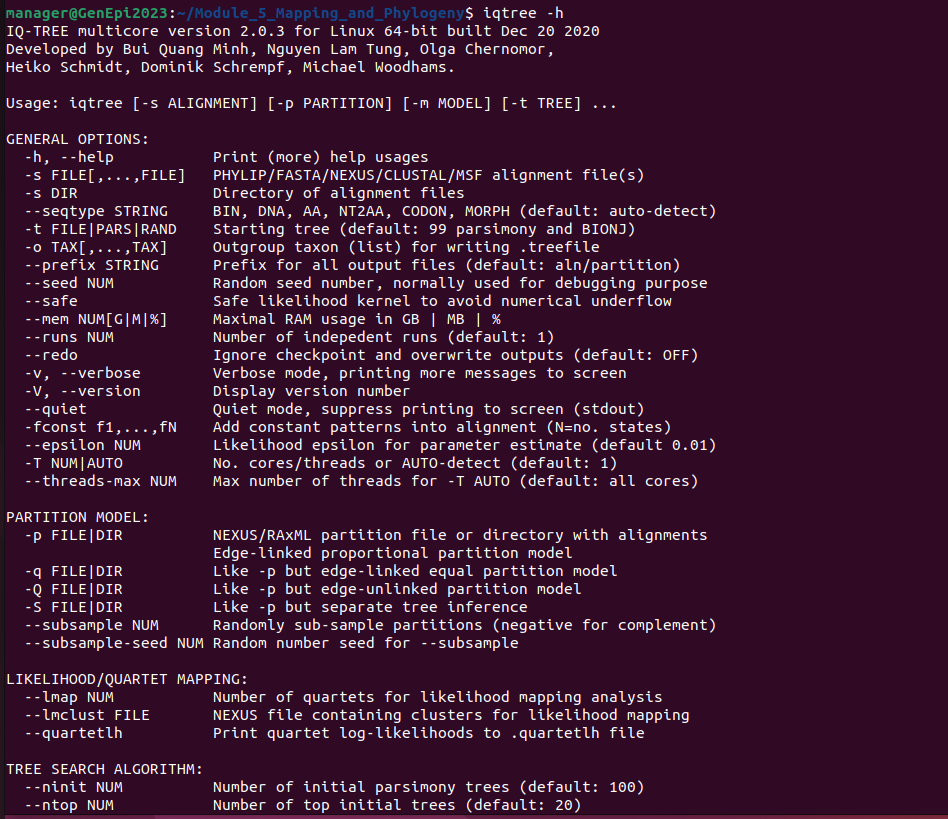 manager@GenEpi2023:~/Module_5_Mapping_and_Phylogeny$ iqtree -h
IQ-TREE multicore version 2.0.3 for Linux 64-bit built Dec 20 2020
Developed by Bui Quang Minh, Nguyen Lam Tung, Olga Chernomor,
Heiko Schmidt, Dominik Schrempf, Michael Woodhams.

Usage: iqtree [-s ALIGNMENT] [-p PARTITION] [-m MODEL] [-t TREE] ...

GENERAL OPTIONS:
  -h, --help           Print (more) help usages
  -s FILE[,...,FILE]   PHYLIP/FASTA/NEXUS/CLUSTAL/MSF alignment file(s)
  -s DIR               Directory of alignment files
  --seqtype STRING     BIN, DNA, AA, NT2AA, CODON, MORPH (default: auto-detect)
  -t FILE|PARS|RAND    Starting tree (default: 99 parsimony and BIONJ)
  -o TAX[,...,TAX]     Outgroup taxon (list) for writing .treefile
  --prefix STRING      Prefix for all output files (default: aln/partition)
  --seed NUM           Random seed number, normally used for debugging purpose
  --safe               Safe likelihood kernel to avoid numerical underflow
  --mem NUM[G|M|%]     Maximal RAM usage in GB | MB | %
  --runs NUM           Number of indepedent runs (default: 1)
  --redo               Ignore checkpoint and overwrite outputs (default: OFF)
  -v, --verbose        Verbose mode, printing more messages to screen
  -V, --version        Display version number
  --quiet              Quiet mode, suppress printing to screen (stdout)
  -fconst f1,...,fN    Add constant patterns into alignment (N=no. states)
  --epsilon NUM        Likelihood epsilon for parameter estimate (default 0.01)
  -T NUM|AUTO          No. cores/threads or AUTO-detect (default: 1)
  --threads-max NUM    Max number of threads for -T AUTO (default: all cores)

PARTITION MODEL:
  -p FILE|DIR          NEXUS/RAxML partition file or directory with alignments
                       Edge-linked proportional partition model
  -q FILE|DIR          Like -p but edge-linked equal partition model
  -Q FILE|DIR          Like -p but edge-unlinked partition model
  -S FILE|DIR          Like -p but separate tree inference
  --subsample NUM      Randomly sub-sample partitions (negative for complement)
  --subsample-seed NUM Random number seed for --subsample

LIKELIHOOD/QUARTET MAPPING:
  --lmap NUM           Number of quartets for likelihood mapping analysis
  --lmclust FILE       NEXUS file containing clusters for likelihood mapping
  --quartetlh          Print quartet log-likelihoods to .quartetlh file

TREE SEARCH ALGORITHM:
  --ninit NUM          Number of initial parsimony trees (default: 100)
  --ntop NUM           Number of top initial trees (default: 20)